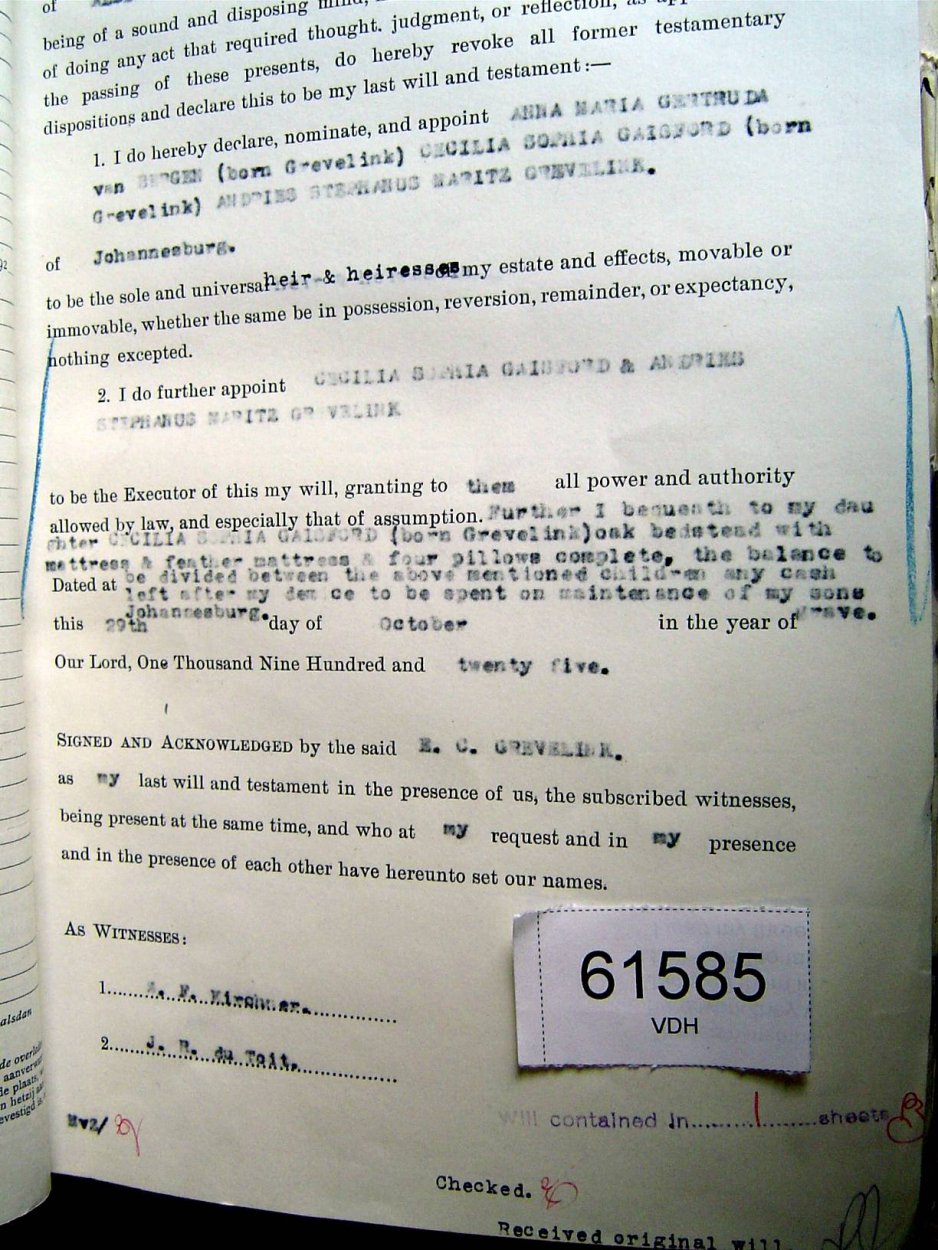 of
being of a sound and disposing mind,
of doing any act that required thought. judgment, or reflection, as
the passing of these presents, do hereby revoke all former testamentary
dispositions and declare this to be my last will and testament:—
1. I do hereby declare, nominate, and appoint ANNA MARIA GERTRUDA
van BERGEN (born Grevelink) CECILIA SOPHIA GAISFORD (born
Grevelink) ANDRIES STEPHANUS MARITZ GREVELINK.
of Johannesburg.
to be the sole and universal heir & heiresses of my estate and effects, movable or
immovable, whether the same be in possession, reversion, remainder, or expectancy,
nothing excepted.
2. I do further appoint CECILIA SOPHIA GAISFORD & ANDRIES
STEPHANUS MARITZ GREVELINK
to be the Executor of this my will, granting to them all power and authority
allowed by law, and especially that of assumption. Further I bequeath to my dau
ghter CECILIA SOPHIA GAISFORD (born Grevelink)oak bedstead with
mattress & feather mattress & four pillows complete, the balance to
Dated at be divided between the above mentioned children any cash
left after my demice to be spent on maintenance of my sons
Johannesburg. grave.
this 29th day of October in the year of
Our Lord, One Thousand Nine Hundred and twenty five.
SIGNED AND ACKNOWLEDGED by the said E. C. GREVELINK.
as my last will and testament in the presence of us, the subscribed witnesses,
being present at the same time, and who at my request and in my presence
and in the presence of each other have hereunto set our names.
AS WITNESSES:
1......A. F. Kirchner.............
2......J. H. du Toit,.............
61585
VDH
Will contained in.........1.........sheets
Checked.
Received original will
alsdan
de